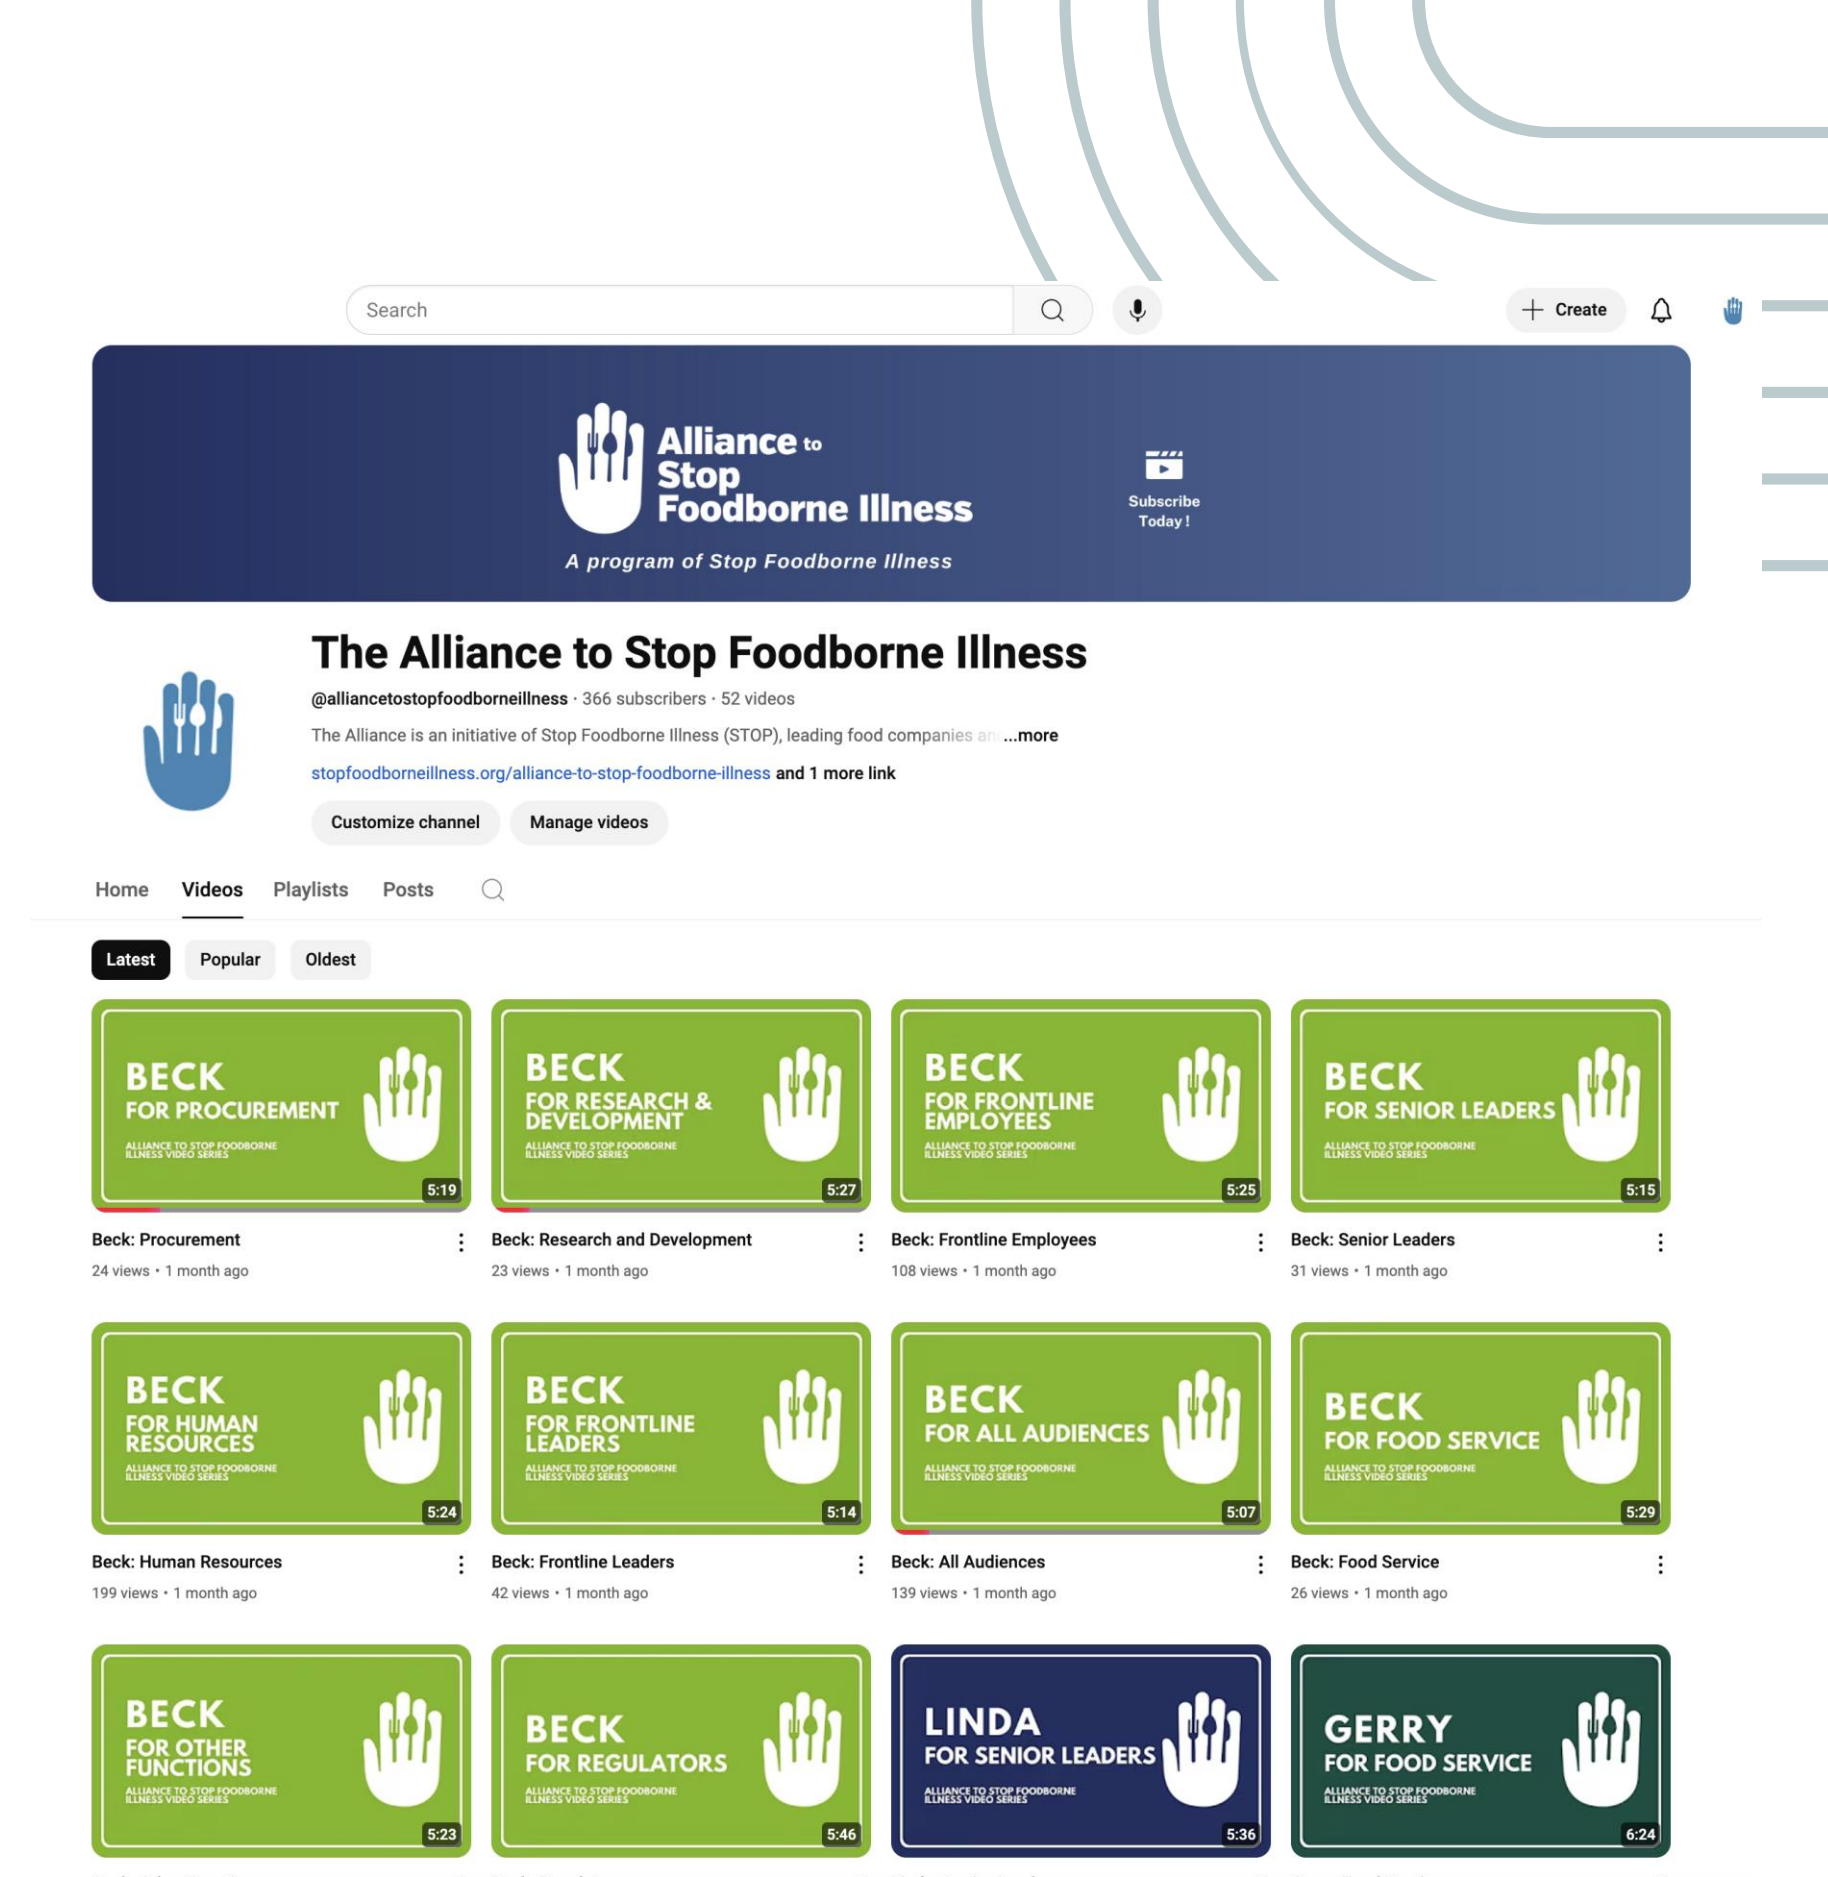 Search
Create
Alliance to
Stop
Foodborne Illness
A program of Stop Foodborne Illness
Subscribe
Today!
The Alliance to Stop Foodborne Illness
@alliancetostopfoodborneillness · 366 subscribers · 52 videos
The Alliance is an initiative of Stop Foodborne Illness (STOP), leading food companies ...more
stopfoodborneillness.org/alliance-to-stop-foodborne-illness and 1 more link
Customize channel Manage videos
Home Videos Playlists Posts
Latest Popular Oldest
BECK
FOR PROCUREMENT
ALLIANCE TO STOP FOODBORNE
ILLNESS VIDEO SERIES
5:19
BECK
FOR RESEARCH &
DEVELOPMENT
ALLIANCE TO STOP FOODBORNE
ILLNESS VIDEO SERIES
5:27
BECK
FOR FRONTLINE
EMPLOYEES
ALLIANCE TO STOP FOODBORNE
ILLNESS VIDEO SERIES
5:25
BECK
FOR SENIOR LEADERS
ALLIANCE TO STOP FOODBORNE
ILLNESS VIDEO SERIES
5:15
Beck: Procurement
24 views • 1 month ago
Beck: Research and Development
23 views • 1 month ago
Beck: Frontline Employees
108 views • 1 month ago
Beck: Senior Leaders
31 views • 1 month ago
BECK
FOR HUMAN
RESOURCES
ALLIANCE TO STOP FOODBORNE
ILLNESS VIDEO SERIES
5:24
BECK
FOR FRONTLINE
LEADERS
ALLIANCE TO STOP FOODBORNE
ILLNESS VIDEO SERIES
5:14
BECK
FOR ALL AUDIENCES
ALLIANCE TO STOP FOODBORNE
ILLNESS VIDEO SERIES
5:07
BECK
FOR FOOD SERVICE
ALLIANCE TO STOP FOODBORNE
ILLNESS VIDEO SERIES
5:29
Beck: Human Resources
199 views • 1 month ago
Beck: Frontline Leaders
42 views • 1 month ago
Beck: All Audiences
139 views • 1 month ago
Beck: Food Service
26 views • 1 month ago
BECK
FOR OTHER
FUNCTIONS
ALLIANCE TO STOP FOODBORNE
ILLNESS VIDEO SERIES
5:23
BECK
FOR REGULATORS
ALLIANCE TO STOP FOODBORNE
ILLNESS VIDEO SERIES
5:46
LINDA
FOR SENIOR LEADERS
ALLIANCE TO STOP FOODBORNE
ILLNESS VIDEO SERIES
5:36
GERRY
FOR FOOD SERVICE
ALLIANCE TO STOP FOODBORNE
ILLNESS VIDEO SERIES
6:24